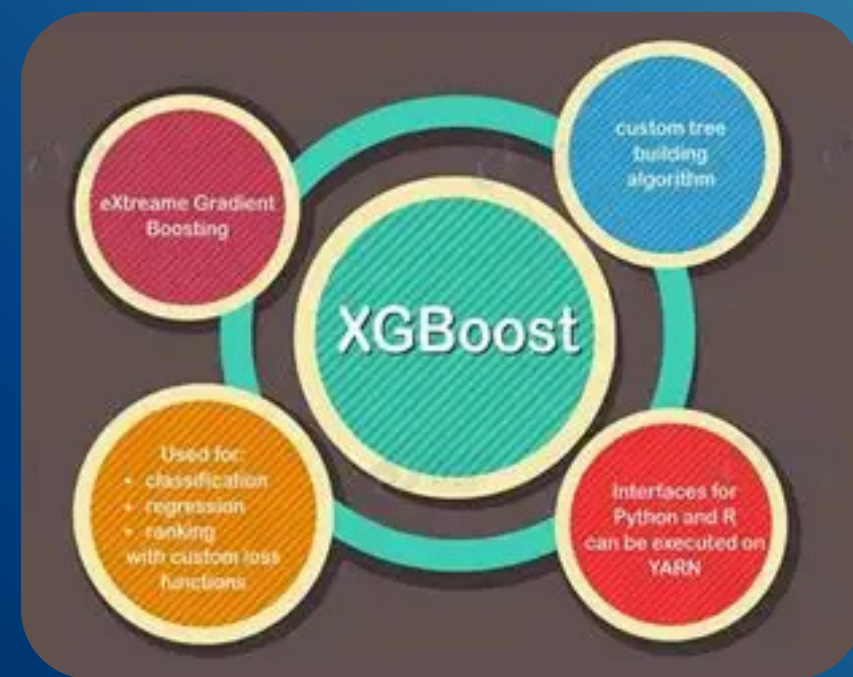 eXtreame Gradient
Boosting
custom tree
building
algorithm
XGBoost
Used for:
• classification
• regression
• ranking
with custom loss
functions
Interfaces for
Python and R
can be executed on
YARN